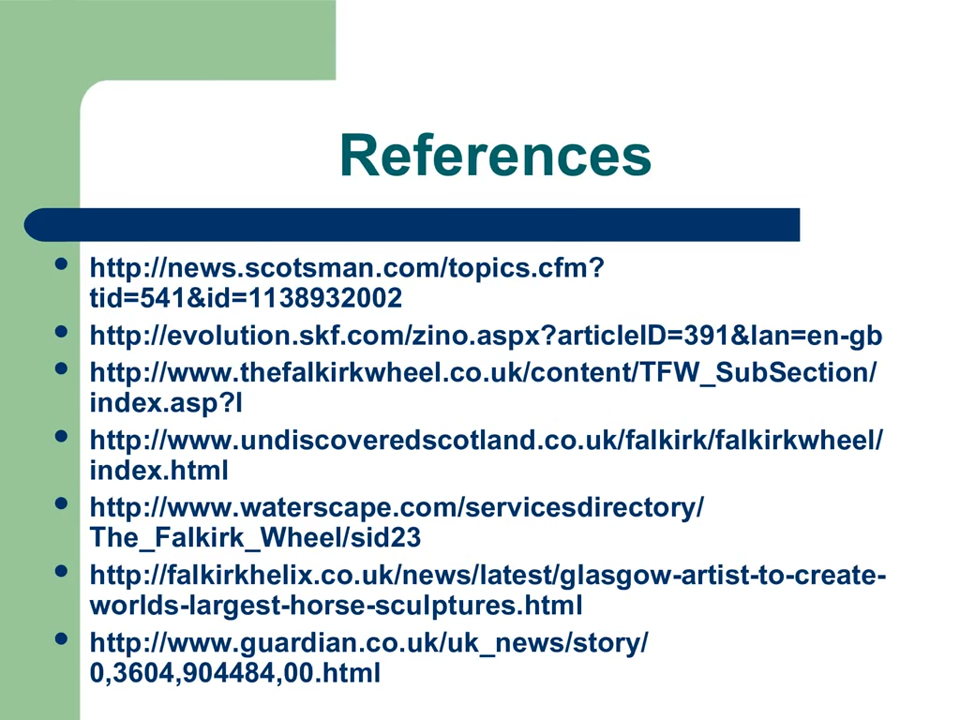 References
http://news.scotsman.com/topics.cfm?
tid=541&id=1138932002
http://evolution.skf.com/zino.aspx?articleID=391&lan=en-gb
http://www.thefalkirkwheel.co.uk/content/TFW_SubSection/
index.asp?I
http://www.undiscoveredscotland.co.uk/falkirk/falkirkwheel/
index.html
http://www.waterscape.com/servicesdirectory/
The_Falkirk_Wheel/sid23
http://falkirkhelix.co.uk/news/latest/glasgow-artist-to-create-
worlds-largest-horse-sculptures.html
http://www.guardian.co.uk/uk_news/story/
0,3604,904484,00.html